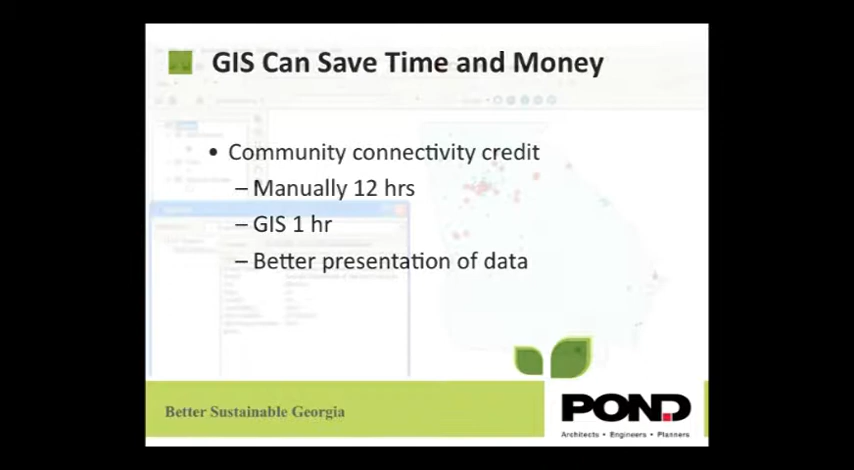 GIS Can Save Time and Money
• Community connectivity credit
– Manually 12 hrs
– GIS 1 hr
– Better presentation of data
Better Sustainable Georgia
POND
Architects • Engineers • Planners